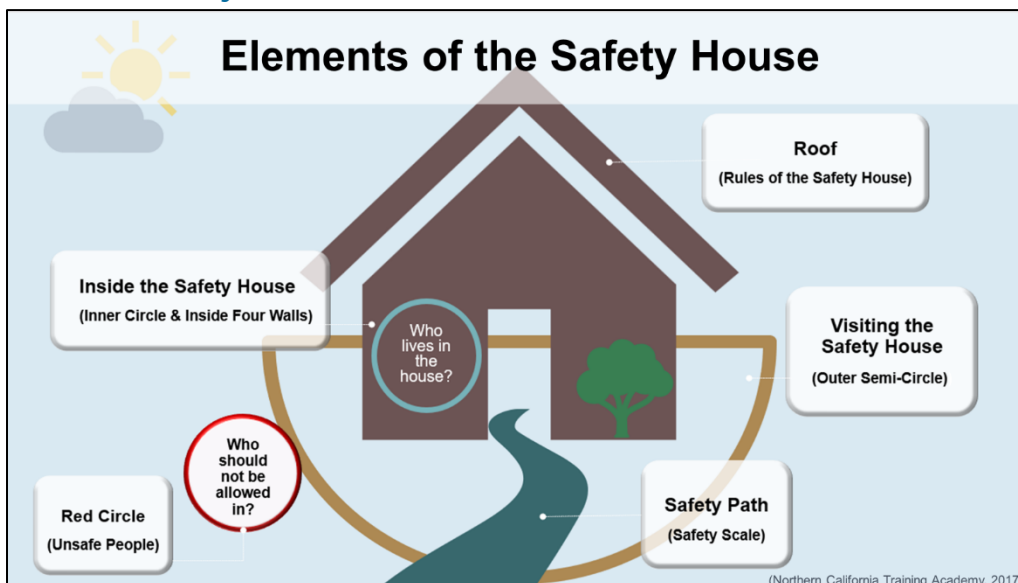 Elements of the Safety House
Roof
(Rules of the Safety House)
Inside the Safety House
(Inner Circle & Inside Four Walls)
Who
lives in
the
house?
Visiting the
Safety House
(Outer Semi-Circle)
Who
should
not be
allowed
in?
Red Circle
(Unsafe People)
Safety Path
(Safety Scale)
(Northern California Training Academy, 2017